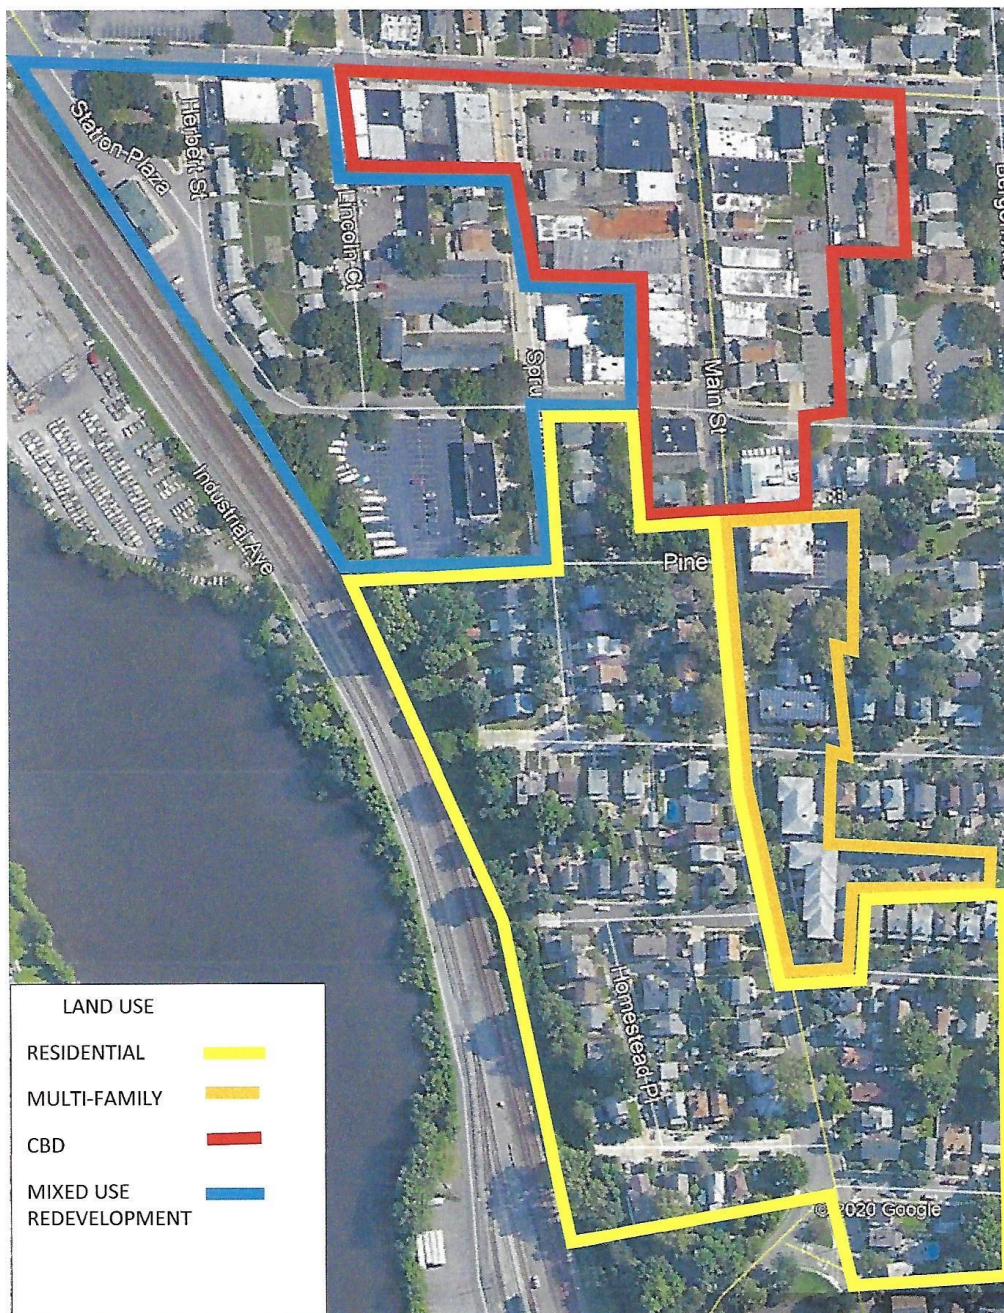 Station Plaza
Herbert St
Lincoln Ct
Spru
Main St
Industrial Ave
Pine
Homestead Pl
© 2020 Google
LAND USE
RESIDENTIAL
MULTI-FAMILY
CBD
MIXED USE
REDEVELOPMENT